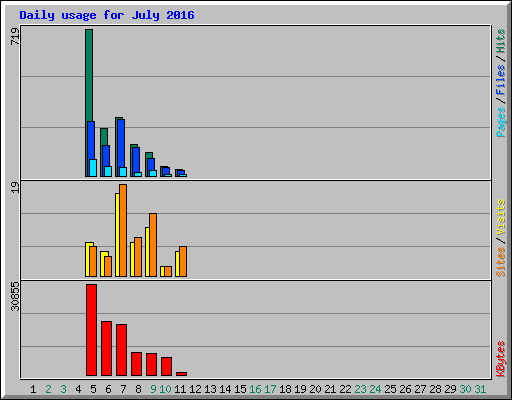 Daily usage for July 2016
719
19
30855
Pages/Files/Hits
Sites/Visits
KBytes
1 2 3 4 5 6 7 8 9 10 11 12 13 14 15 16 17 18 19 20 21 22 23 24 25 26 27 28 29 30 31